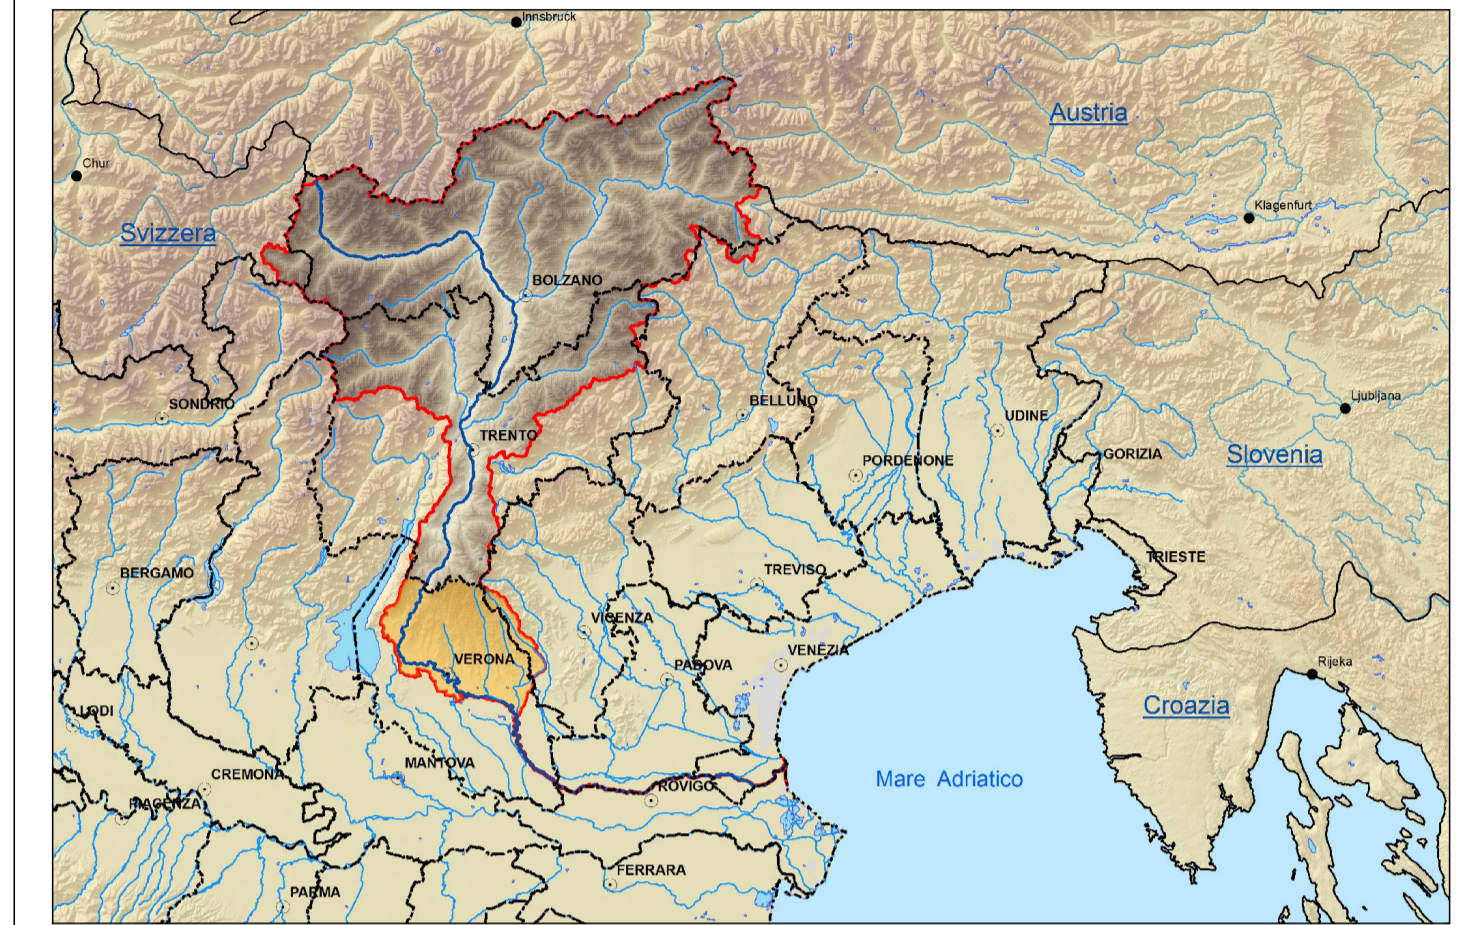 Innsbruck
Austria
Chur
Klagenfurt
Svizzera
BOLZANO
SONDRIO
BELLUNO
Ljubljana
UDINE
TRENTO
GORIZIA
Slovenia
PORDENONE
TRIESTE
BERGAMO
TREVISO
VICENZA
VENEZIA
VERONA
PADOVA
Rijeka
LODI
Croazia
MANTOVA
CREMONA
Mare Adriatico
ROVIGO
PIACENZA
FERRARA
PARMA